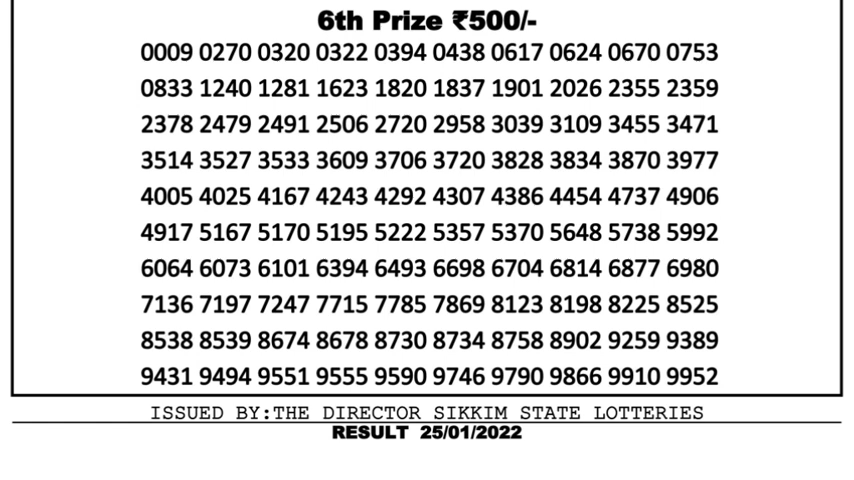 6th Prize ₹500/-
0009 0270 0320 0322 0394 0438 0617 0624 0670 0753
0833 1240 1281 1623 1820 1837 1901 2026 2355 2359
2378 2479 2491 2506 2720 2958 3039 3109 3455 3471
3514 3527 3533 3609 3706 3720 3828 3834 3870 3977
4005 4025 4167 4243 4292 4307 4386 4454 4737 4906
4917 5167 5170 5195 5222 5357 5370 5648 5738 5992
6064 6073 6101 6394 6493 6698 6704 6814 6877 6980
7136 7197 7247 7715 7785 7869 8123 8198 8225 8525
8538 8539 8674 8678 8730 8734 8758 8902 9259 9389
9431 9494 9551 9555 9590 9746 9790 9866 9910 9952
ISSUED BY:THE DIRECTOR SIKKIM STATE LOTTERIES
RESULT 25/01/2022